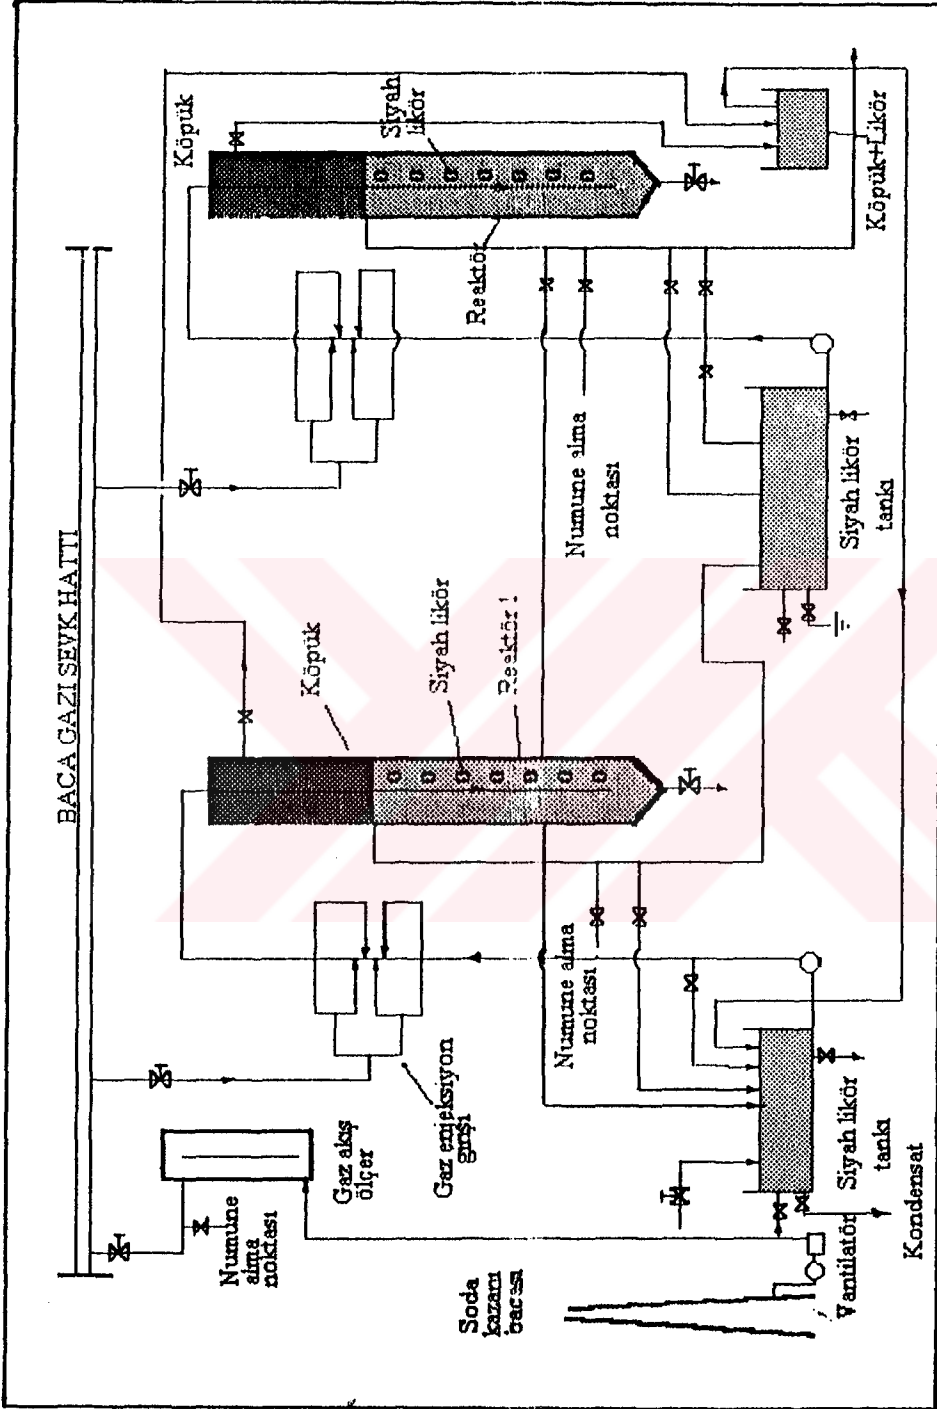 BACA GAZI SEVK HATTI
Numune
alma
noktası
Gaz akış
ölçer
Gaz enjeksiyon
girişi
Soda
kazanı
bacası
Vantilatör
Kondensat
Siyah likör
tankı
Numune alma
noktası
Köpük
Siyah likör
Reaktör 1
Numune alma
noktası
Siyah likör
tankı
Köpük
Siyah
likör
Reaktör
Köpük+Likör